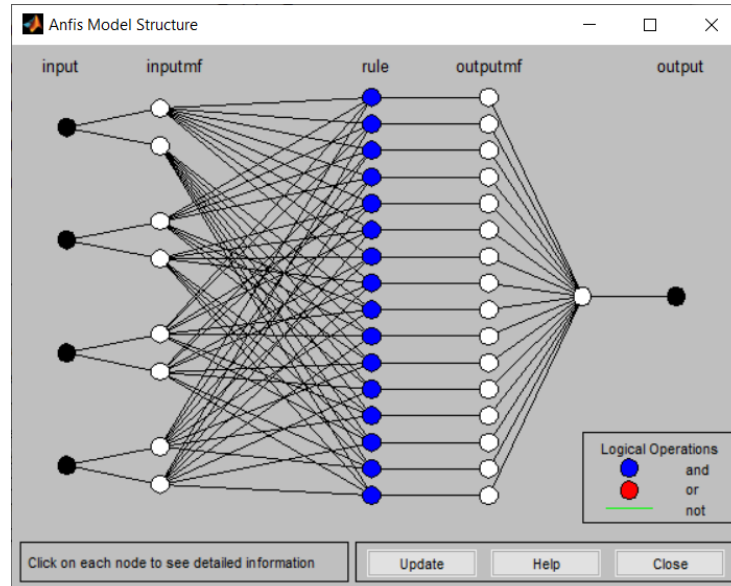 Anfis Model Structure
input inputmf rule outputmf output
Logical Operations
and
or
not
Click on each node to see detailed information
Update Help Close